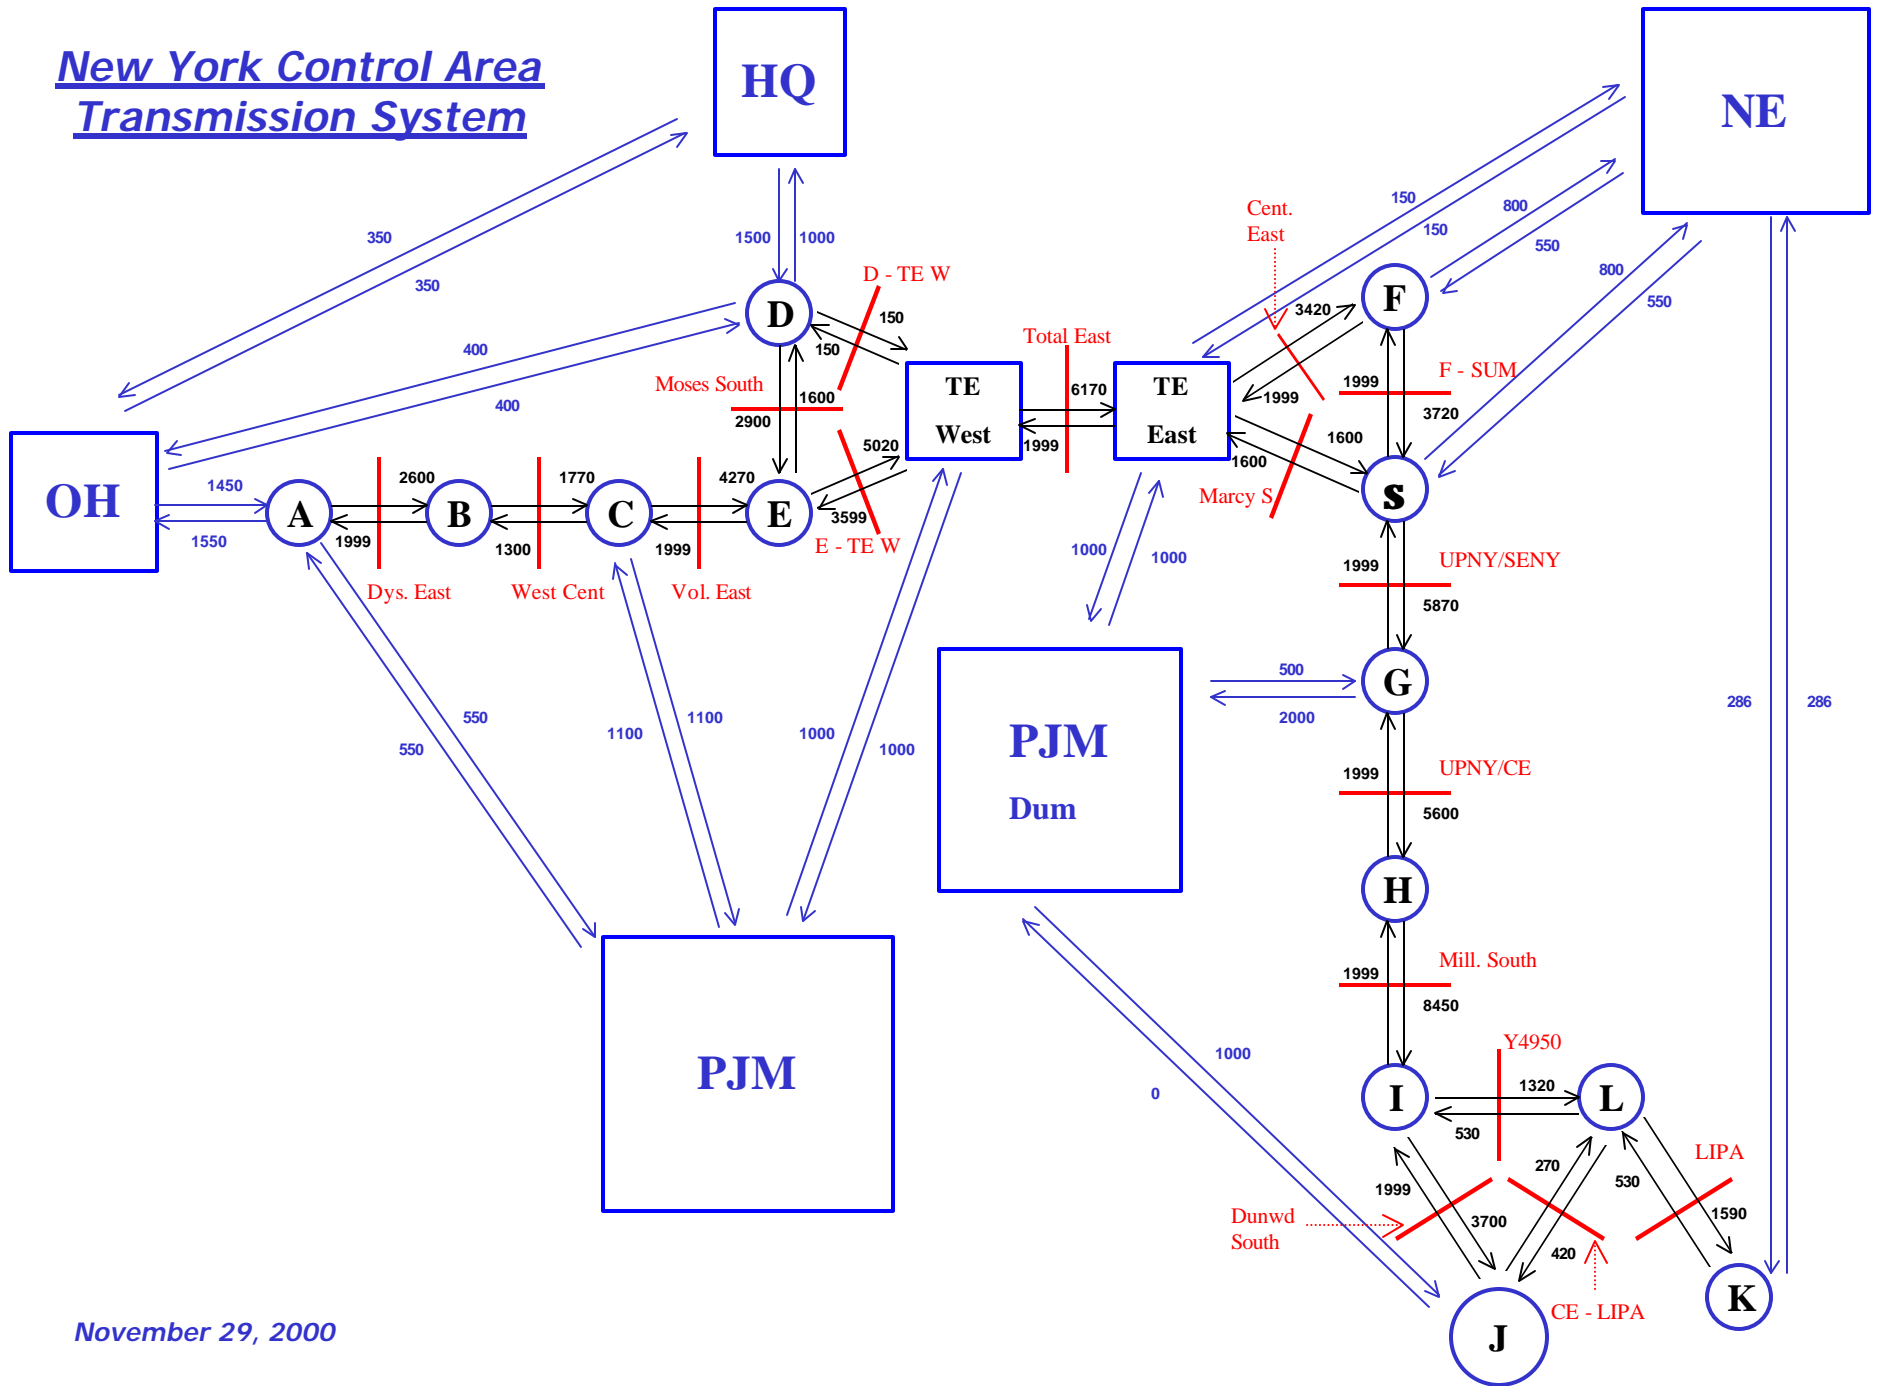 New York Control Area
Transmission System
HQ
NE
350
350
1500
1000
D - TE W
D
150
150
400
400
Moses South
1600
2900
TE
West
Total East
6170
1999
TE
East
Cent.
East
3420
1999
150
150
800
550
800
550
F
1999
F - SUM
3720
1600
1600
Marcy S
S
OH
1450
1550
A
2600
1999
Dys. East
B
1770
1300
West Cent
C
4270
1999
Vol. East
E
5020
3599
E - TE W
1999
UPNY/SENY
5870
1000
1000
550
550
1100
1100
1000
1000
PJM
Dum
500
2000
G
286
286
1999
UPNY/CE
5600
H
1999
Mill. South
8450
PJM
1000
0
I
Y4950
1320
530
L
LIPA
530
1590
270
420
1999
3700
Dunwd
South
CE - LIPA
K
J
November 29, 2000